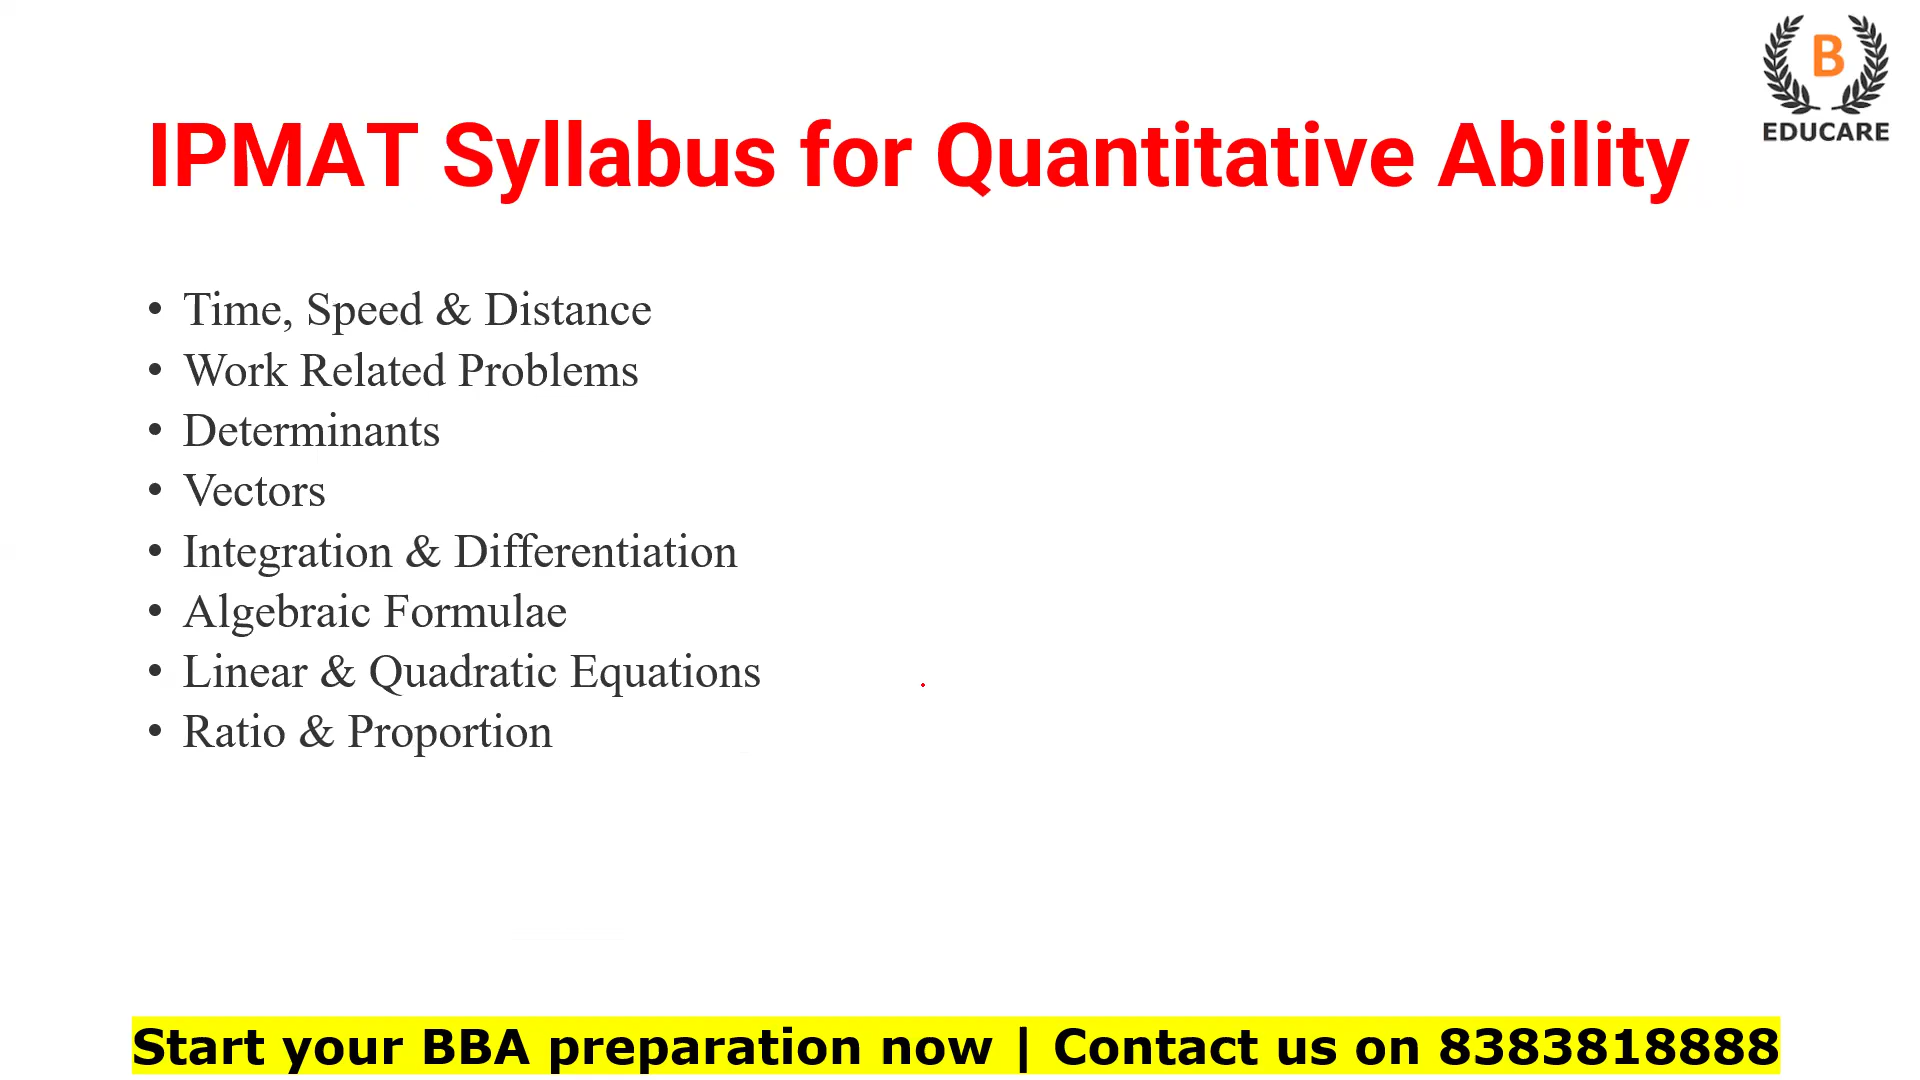 B
EDUCARE
IPMAT Syllabus for Quantitative Ability
• Time, Speed & Distance
• Work Related Problems
• Determinants
• Vectors
• Integration & Differentiation
• Algebraic Formulae
• Linear & Quadratic Equations
• Ratio & Proportion
Start your BBA preparation now | Contact us on 8383818888